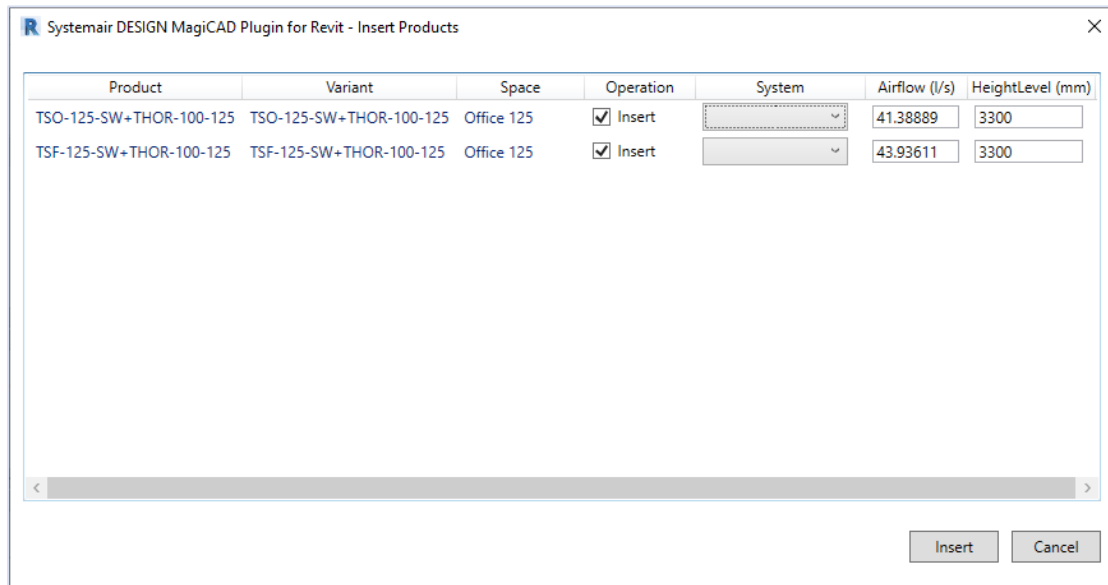 Systemair DESIGN MagiCAD Plugin for Revit - Insert Products
Product Variant Space Operation System Airflow (l/s) HeightLevel (mm)
TSO-125-SW+THOR-100-125 TSO-125-SW+THOR-100-125 Office 125 Insert 41.38889 3300
TSF-125-SW+THOR-100-125 TSF-125-SW+THOR-100-125 Office 125 Insert 43.93611 3300
Insert Cancel